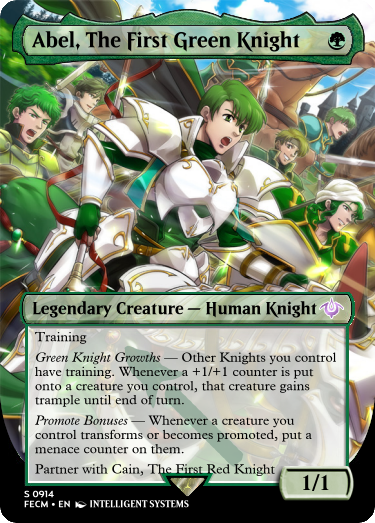 Abel, The First Green Knight
Legendary Creature — Human Knight
Training
Green Knight Growths — Other Knights you control
have training. Whenever a +1/+1 counter is put
onto a creature you control, that creature gains
trample until end of turn.
Promote Bonuses — Whenever a creature you
control transforms or becomes promoted, put a
menace counter on them.
Partner with Cain, The First Red Knight
1/1
S 0914
FECM • EN INTELLIGENT SYSTEMS